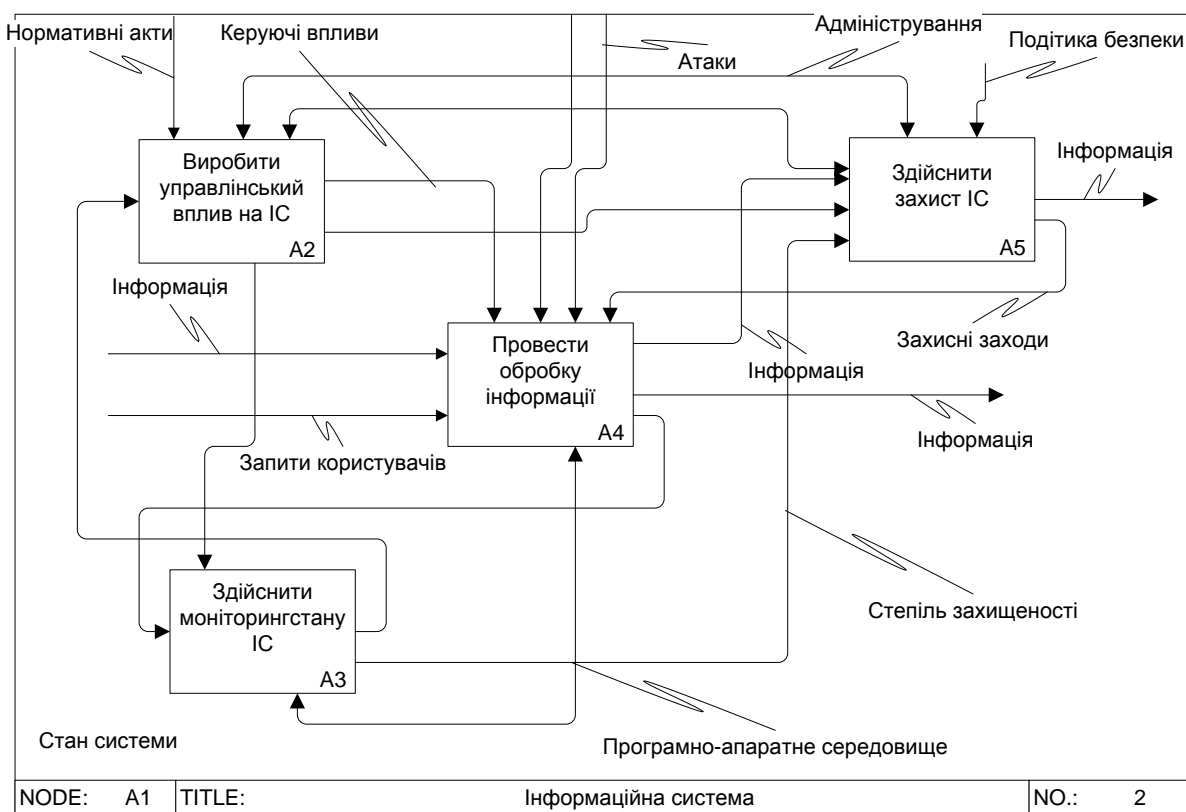 Нормативні акти
Керуючі впливи
Атаки
Адміністрування
Подітика безпеки
Виробити
управлінський
вплив на ІС
A2
Здійснити
захист ІС
A5
Інформація
Інформація
Захисні заходи
Провести
обробку
інформації
A4
Інформація
Інформація
Запити користувачів
Здійснити
моніторингстану
ІС
A3
Степіль захищеності
Стан системи
Програмно-апаратне середовище
NODE: A1 TITLE: Інформаційна система NO.: 2